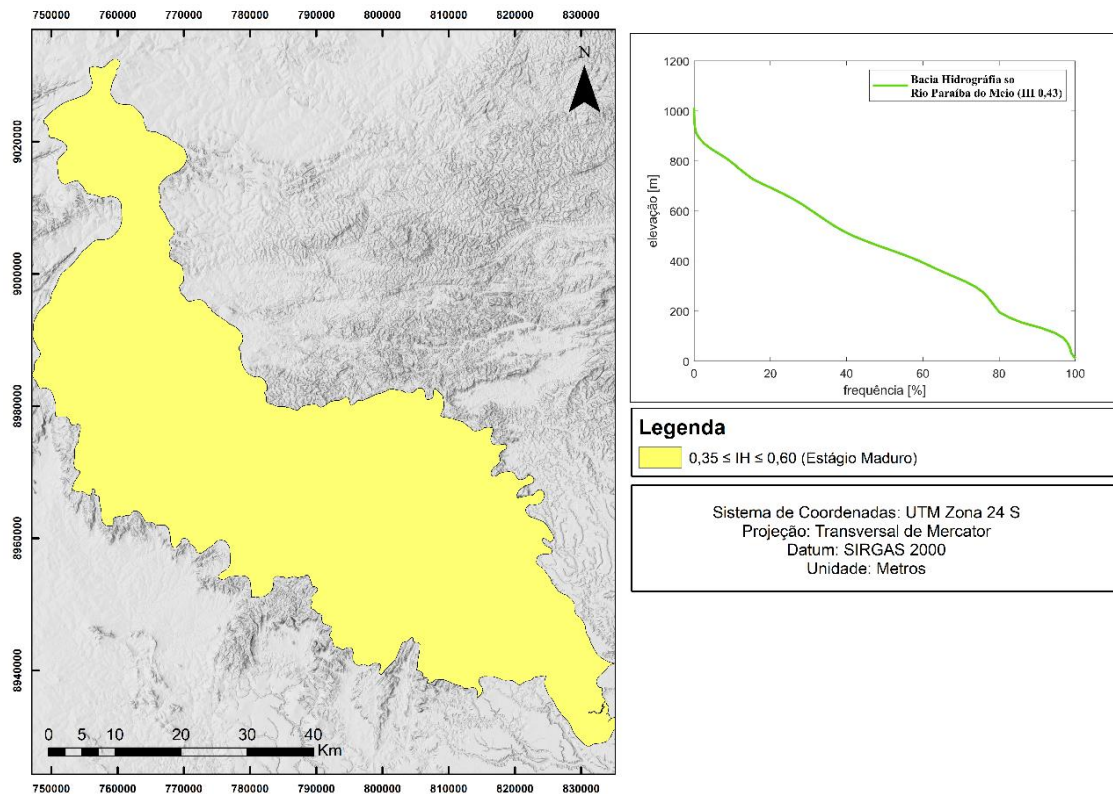 750000 760000 770000 780000 790000 800000 810000 820000 830000
9020000
9000000
8980000
8960000
8940000
N
0 5 10 20 30 40
Km
750000 760000 770000 780000 790000 800000 810000 820000 830000
1200
1000
800
600
400
200
0
elevação [m]
0 20 40 60 80 100
frequência [%]
Bacia Hidrográfia so
Rio Paraíba do Meio (IH 0,43)
Legenda
0,35 ≤ IH ≤ 0,60 (Estágio Maduro)
Sistema de Coordenadas: UTM Zona 24 S
Projeção: Transversal de Mercator
Datum: SIRGAS 2000
Unidade: Metros